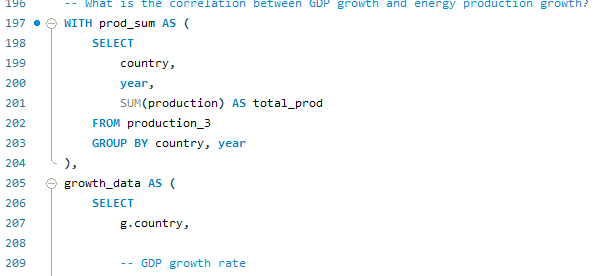 196 -- What is the correlation between GDP growth and energy production growth?
197 WITH prod_sum AS (
198 SELECT
199 country,
200 year,
201 SUM(production) AS total_prod
202 FROM production_3
203 GROUP BY country, year
204 ),
205 growth_data AS (
206 SELECT
207 g.country,
208
209 -- GDP growth rate